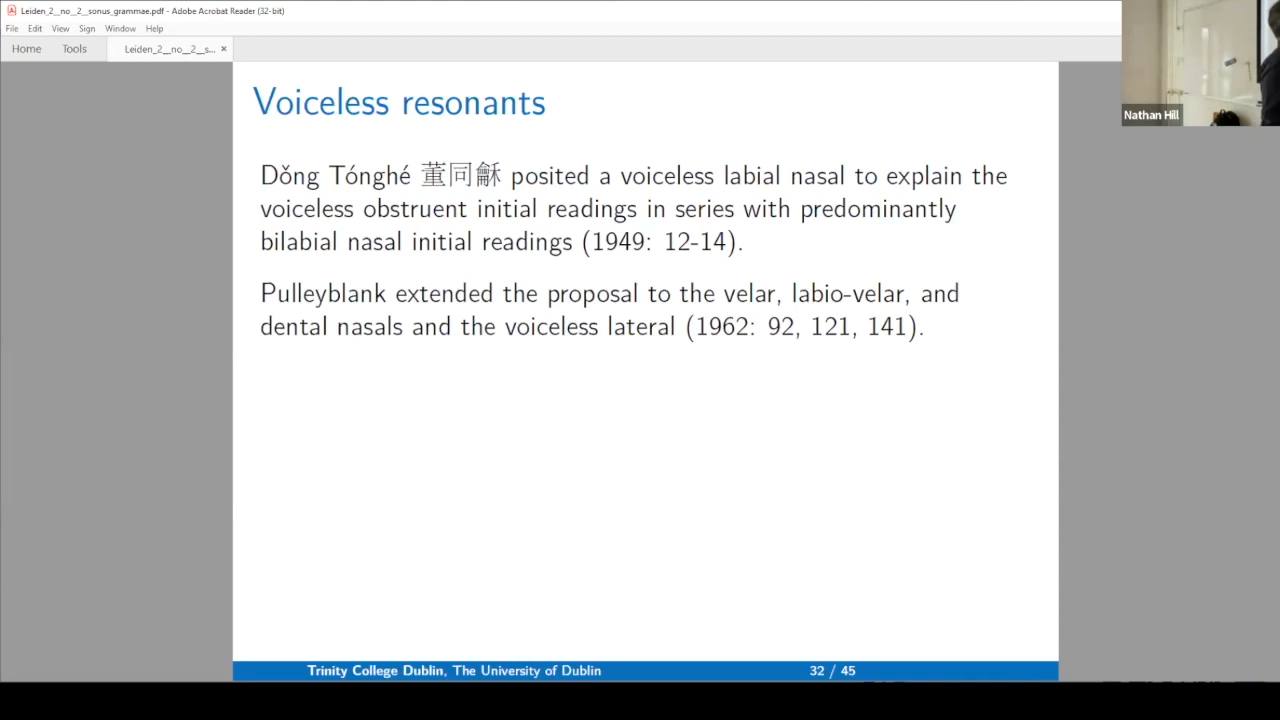 Leiden_2__no__2__sonus_grammae.pdf - Adobe Acrobat Reader (32-bit)
File Edit View Sign Window Help
Home Tools Leiden_2__no__2__s... ×
Nathan Hill
Voiceless resonants
Dǒng Tónghé 董同龢 posited a voiceless labial nasal to explain the
voiceless obstruent initial readings in series with predominantly
bilabial nasal initial readings (1949: 12-14).
Pulleyblank extended the proposal to the velar, labio-velar, and
dental nasals and the voiceless lateral (1962: 92, 121, 141).
Trinity College Dublin, The University of Dublin 32 / 45